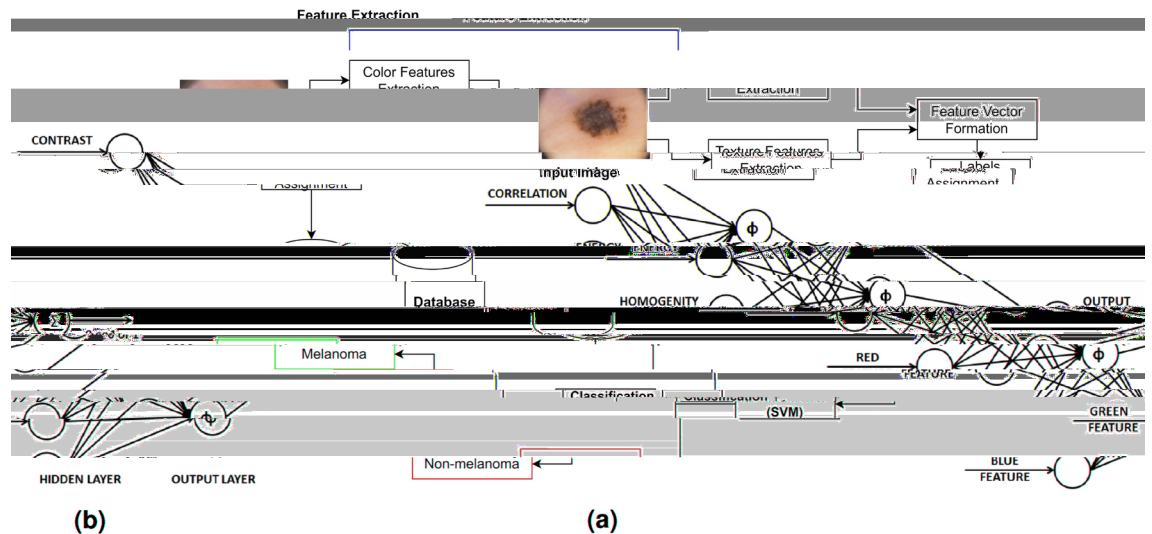 Feature Extraction
Color Features
Extraction
Extraction
Feature Vector
Formation
CONTRAST
Texture Features
Extraction
Labels
Assignment
Input Image
Assignment
CORRELATION
ϕ
ENERGY
Database
HOMOGENITY
ϕ
OUTPUT
Melanoma
RED
FEATURE
ϕ
Classification
(SVM)
GREEN
FEATURE
Non-melanoma
BLUE
FEATURE
HIDDEN LAYER
OUTPUT LAYER
(b)
(a)